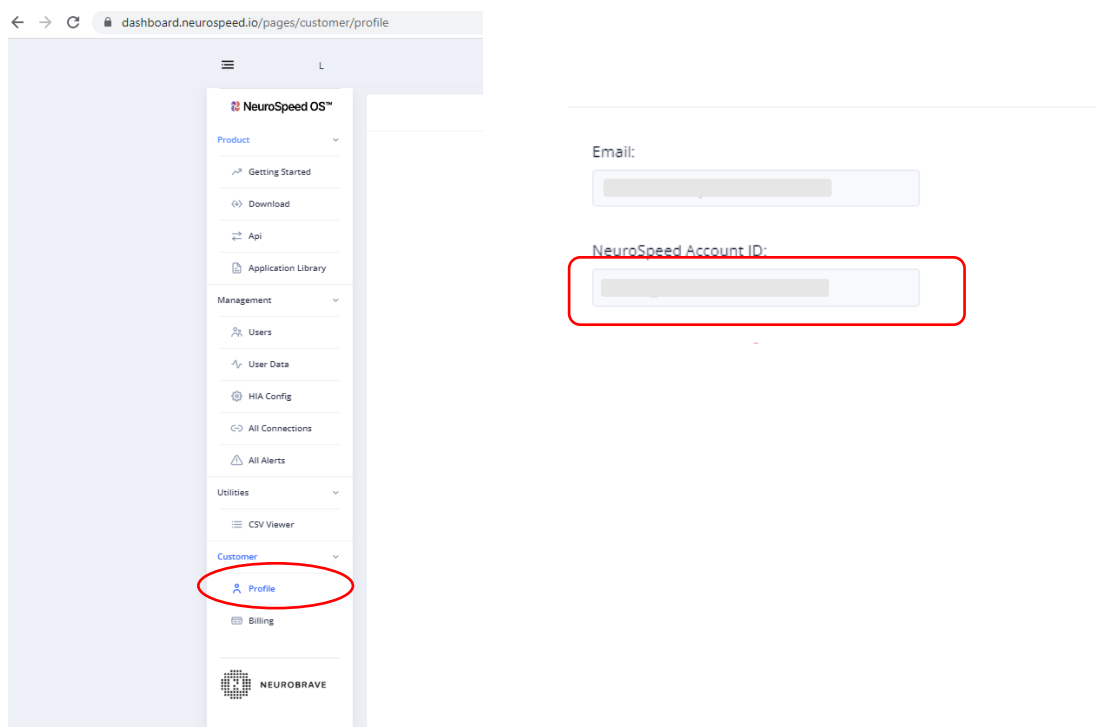 dashboard.neurospeed.io/pages/customer/profile
L
NeuroSpeed OS™
Product
Getting Started
Download
Api
Application Library
Management
Users
User Data
HIA Config
All Connections
All Alerts
Utilities
CSV Viewer
Customer
Profile
Billing
NEUROBRAVE
Email:
NeuroSpeed Account ID: